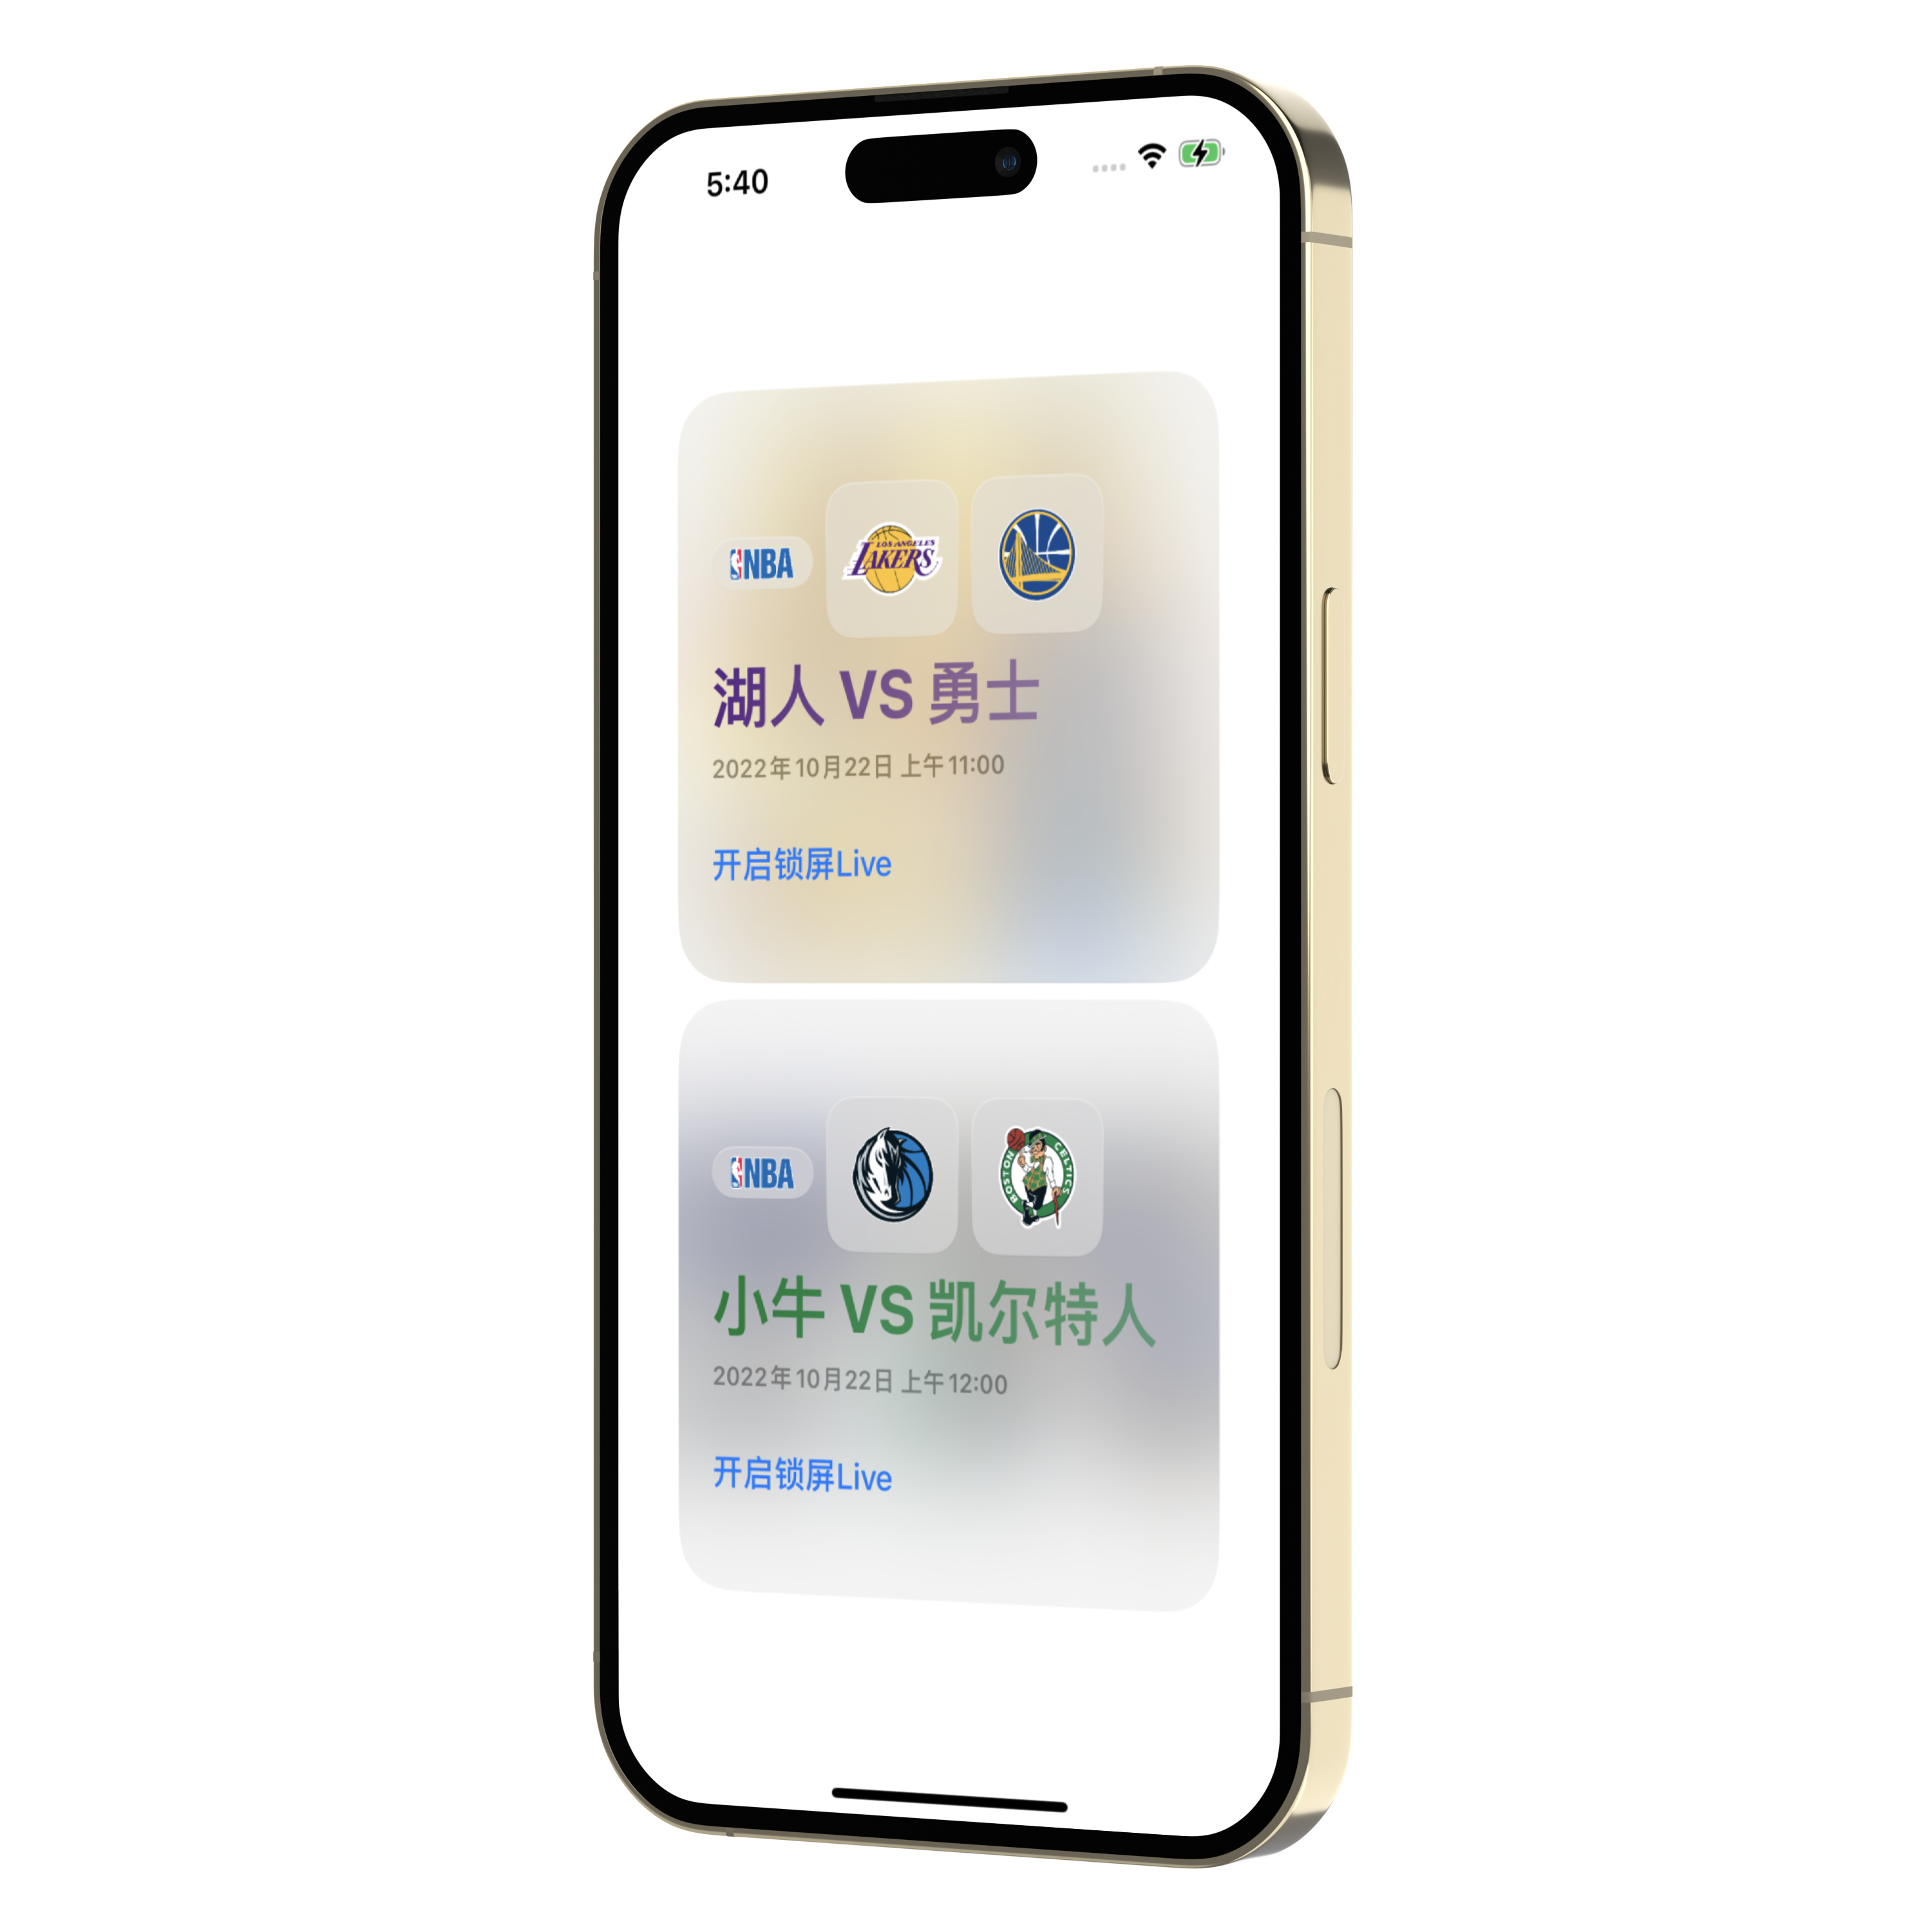 5:40
NBA
LOS ANGELES
LAKERS
湖人 VS 勇士
2022年10月22日 上午11:00
开启锁屏Live
NBA
BOSTON CELTICS
小牛 VS 凯尔特人
2022年10月22日 上午12:00
开启锁屏Live